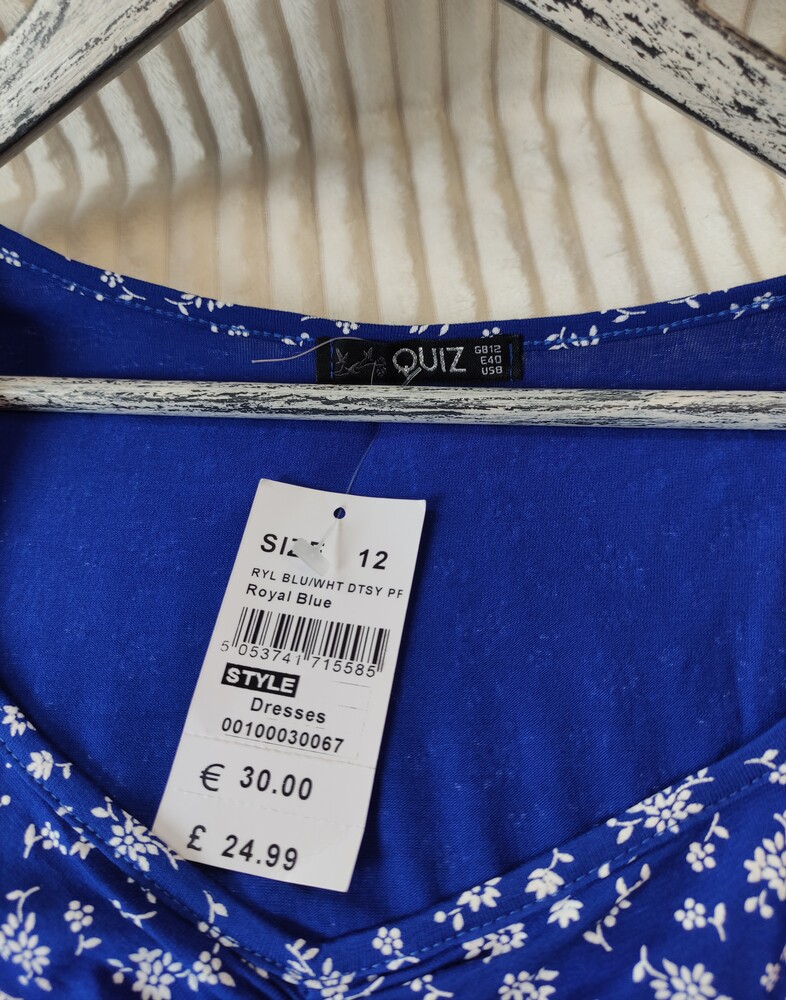 QUIZ
GB12
E40
US8
SIZE 12
RYL BLU/WHT DTSY PF
Royal Blue
5 053741 715585
STYLE
Dresses
00100030067
€ 30.00
£ 24.99